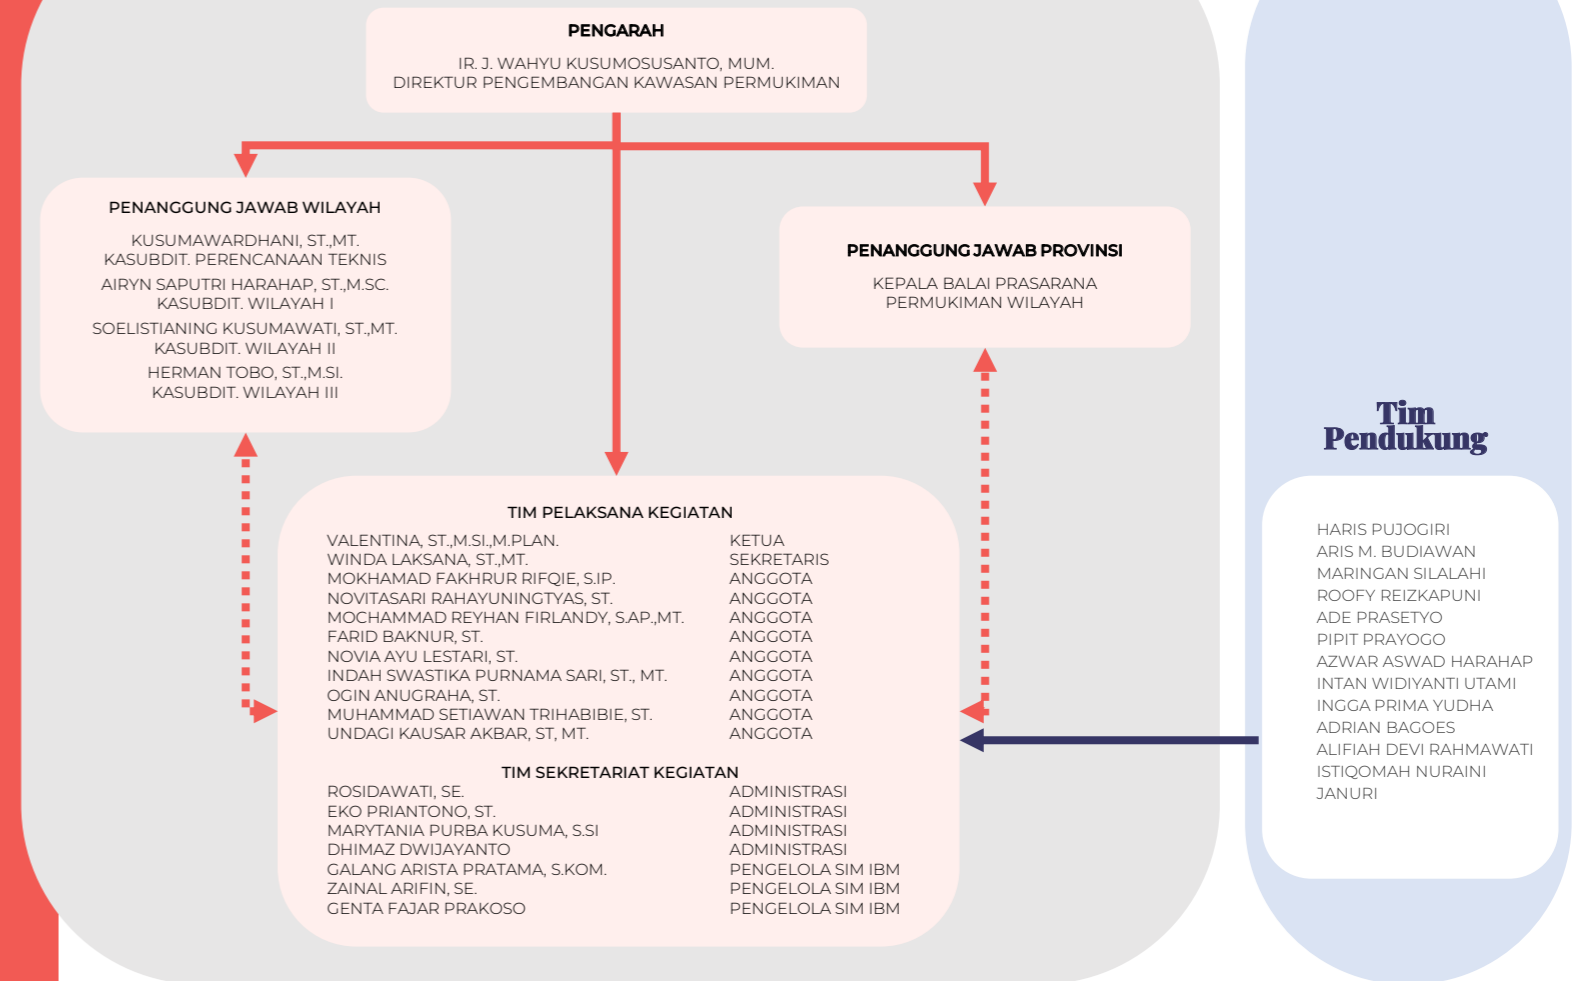 PENGARAH
IR. J. WAHYU KUSUMOSUSANTO, MUM.
DIREKTUR PENGEMBANGAN KAWASAN PERMUKIMAN
PENANGGUNG JAWAB WILAYAH
KUSUMAWARDHANI, ST.,MT.
KASUBDIT. PERENCANAAN TEKNIS
AIRYN SAPUTRI HARAHAP, ST.,M.SC.
KASUBDIT. WILAYAH I
SOELISTIANING KUSUMAWATI, ST.,MT.
KASUBDIT. WILAYAH II
HERMAN TOBO, ST.,M.SI.
KASUBDIT. WILAYAH III
PENANGGUNG JAWAB PROVINSI
KEPALA BALAI PRASARANA
PERMUKIMAN WILAYAH
TIM PELAKSANA KEGIATAN
VALENTINA, ST.,M.SI.,M.PLAN. KETUA
WINDA LAKSANA, ST.,MT. SEKRETARIS
MOKHAMAD FAKHRUR RIFQIE, S.IP. ANGGOTA
NOVITASARI RAHAYUNINGTYAS, ST. ANGGOTA
MOCHAMMAD REYHAN FIRLANDY, S.AP.,MT. ANGGOTA
FARID BAKNUR, ST. ANGGOTA
NOVIA AYU LESTARI, ST. ANGGOTA
INDAH SWASTIKA PURNAMA SARI, ST., MT. ANGGOTA
OGIN ANUGRAHA, ST. ANGGOTA
MUHAMMAD SETIAWAN TRIHABIBIE, ST. ANGGOTA
UNDAGI KAUSAR AKBAR, ST, MT. ANGGOTA
TIM SEKRETARIAT KEGIATAN
ROSIDAWATI, SE. ADMINISTRASI
EKO PRIANTONO, ST. ADMINISTRASI
MARYTANIA PURBA KUSUMA, S.SI ADMINISTRASI
DHIMAZ DWIJAYANTO ADMINISTRASI
GALANG ARISTA PRATAMA, S.KOM. PENGELOLA SIM IBM
ZAINAL ARIFIN, SE. PENGELOLA SIM IBM
GENTA FAJAR PRAKOSO PENGELOLA SIM IBM
Tim
Pendukung
HARIS PUJOGIRI
ARIS M. BUDIAWAN
MARINGAN SILALAHI
ROOFY REIZKAPUNI
ADE PRASETYO
PIPIT PRAYOGO
AZWAR ASWAD HARAHAP
INTAN WIDIYANTI UTAMI
INGGA PRIMA YUDHA
ADRIAN BAGOES
ALIFIAH DEVI RAHMAWATI
ISTIQOMAH NURAINI
JANURI